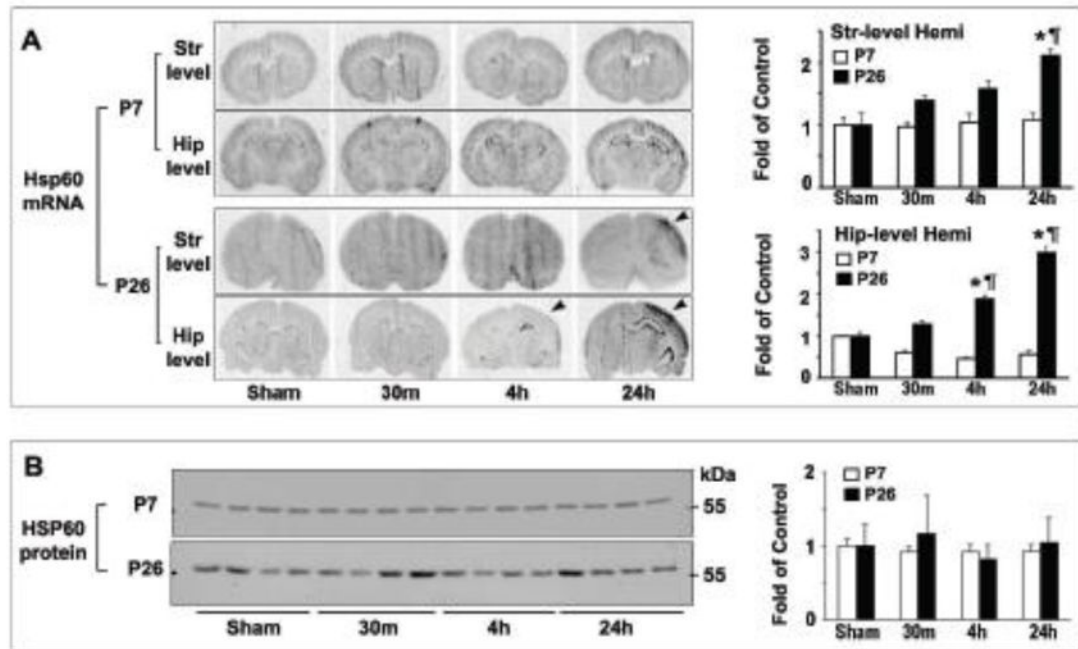 A
Hsp60
mRNA
P7
P26
Str
level
Hip
level
Str
level
Hip
level
Sham 30m 4h 24h
Str-level Hemi
P7
P26
*¶
Fold of Control
2
1
0
Sham 30m 4h 24h
Hip-level Hemi
P7
P26
*¶
*¶
Fold of Control
3
2
1
0
Sham 30m 4h 24h
B
HSP60
protein
P7
P26
kDa
55
55
Sham 30m 4h 24h
P7
P26
Fold of Control
2
1
0
Sham 30m 4h 24h